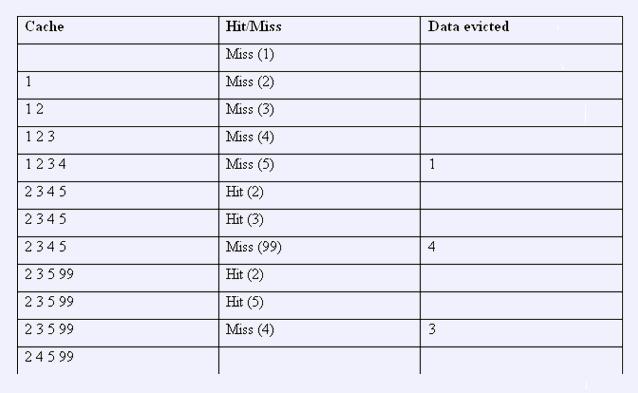 Cache Hit/Miss Data evicted
Miss (1)
1 Miss (2)
1 2 Miss (3)
1 2 3 Miss (4)
1 2 3 4 Miss (5) 1
2 3 4 5 Hit (2)
2 3 4 5 Hit (3)
2 3 4 5 Miss (99) 4
2 3 5 99 Hit (2)
2 3 5 99 Hit (5)
2 3 5 99 Miss (4) 3
2 4 5 99